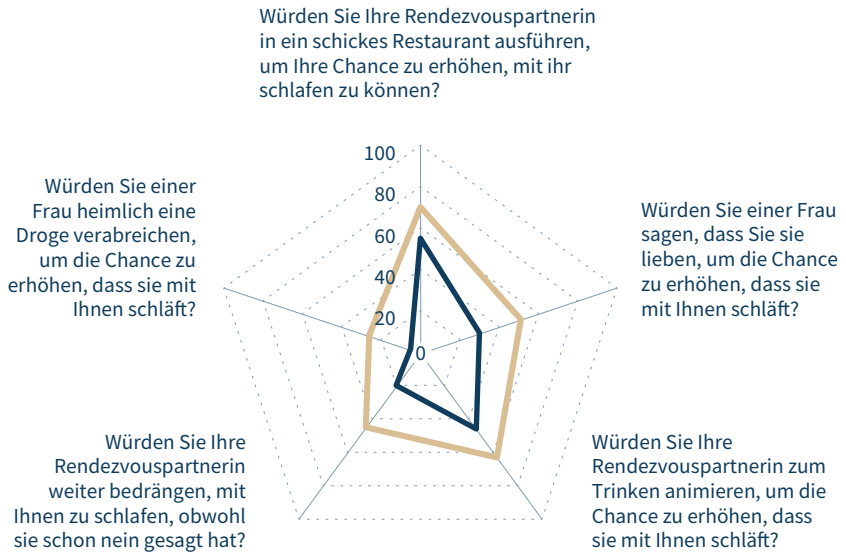 Würden Sie Ihre Rendezvouspartnerin
in ein schickes Restaurant ausführen,
um Ihre Chance zu erhöhen, mit ihr
schlafen zu können?
Würden Sie einer
Frau heimlich eine
Droge verabreichen,
um die Chance zu
erhöhen, dass sie mit
Ihnen schläft?
100
80
60
40
20
0
Würden Sie einer Frau
sagen, dass Sie sie
lieben, um die Chance
zu erhöhen, dass sie
mit Ihnen schläft?
Würden Sie Ihre
Rendezvouspartnerin
weiter bedrängen, mit
Ihnen zu schlafen, obwohl
sie schon nein gesagt hat?
Würden Sie Ihre
Rendezvouspartnerin zum
Trinken animieren, um die
Chance zu erhöhen, dass
sie mit Ihnen schläft?